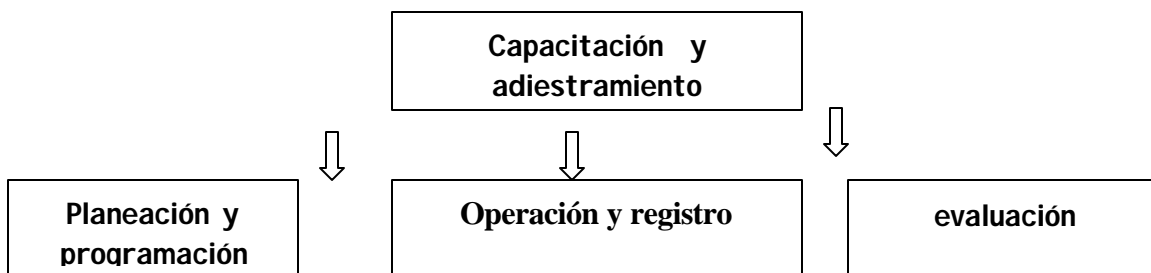 Capacitación y
adiestramiento
Planeación y
programación
Operación y registro
evaluación